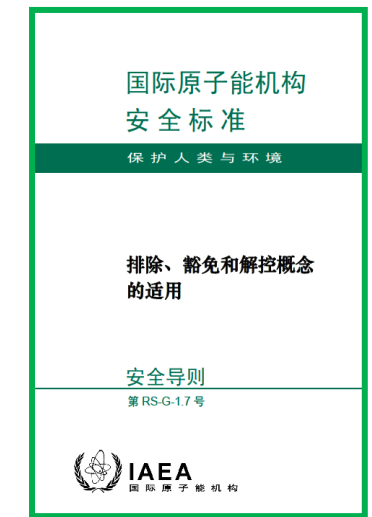 国际原子能机构
安全标准
保护人类与环境
排除、豁免和解控概念
的适用
安全导则
第 RS-G-1.7 号
IAEA
国际原子能机构